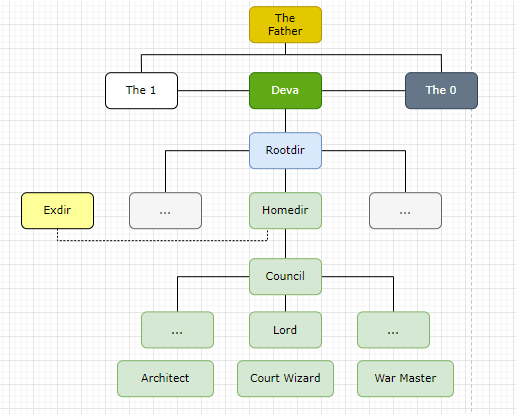 The
Father
The 1
Deva
The 0
Rootdir
Exdir
...
Homedir
...
Council
...
Lord
...
Architect
Court Wizard
War Master